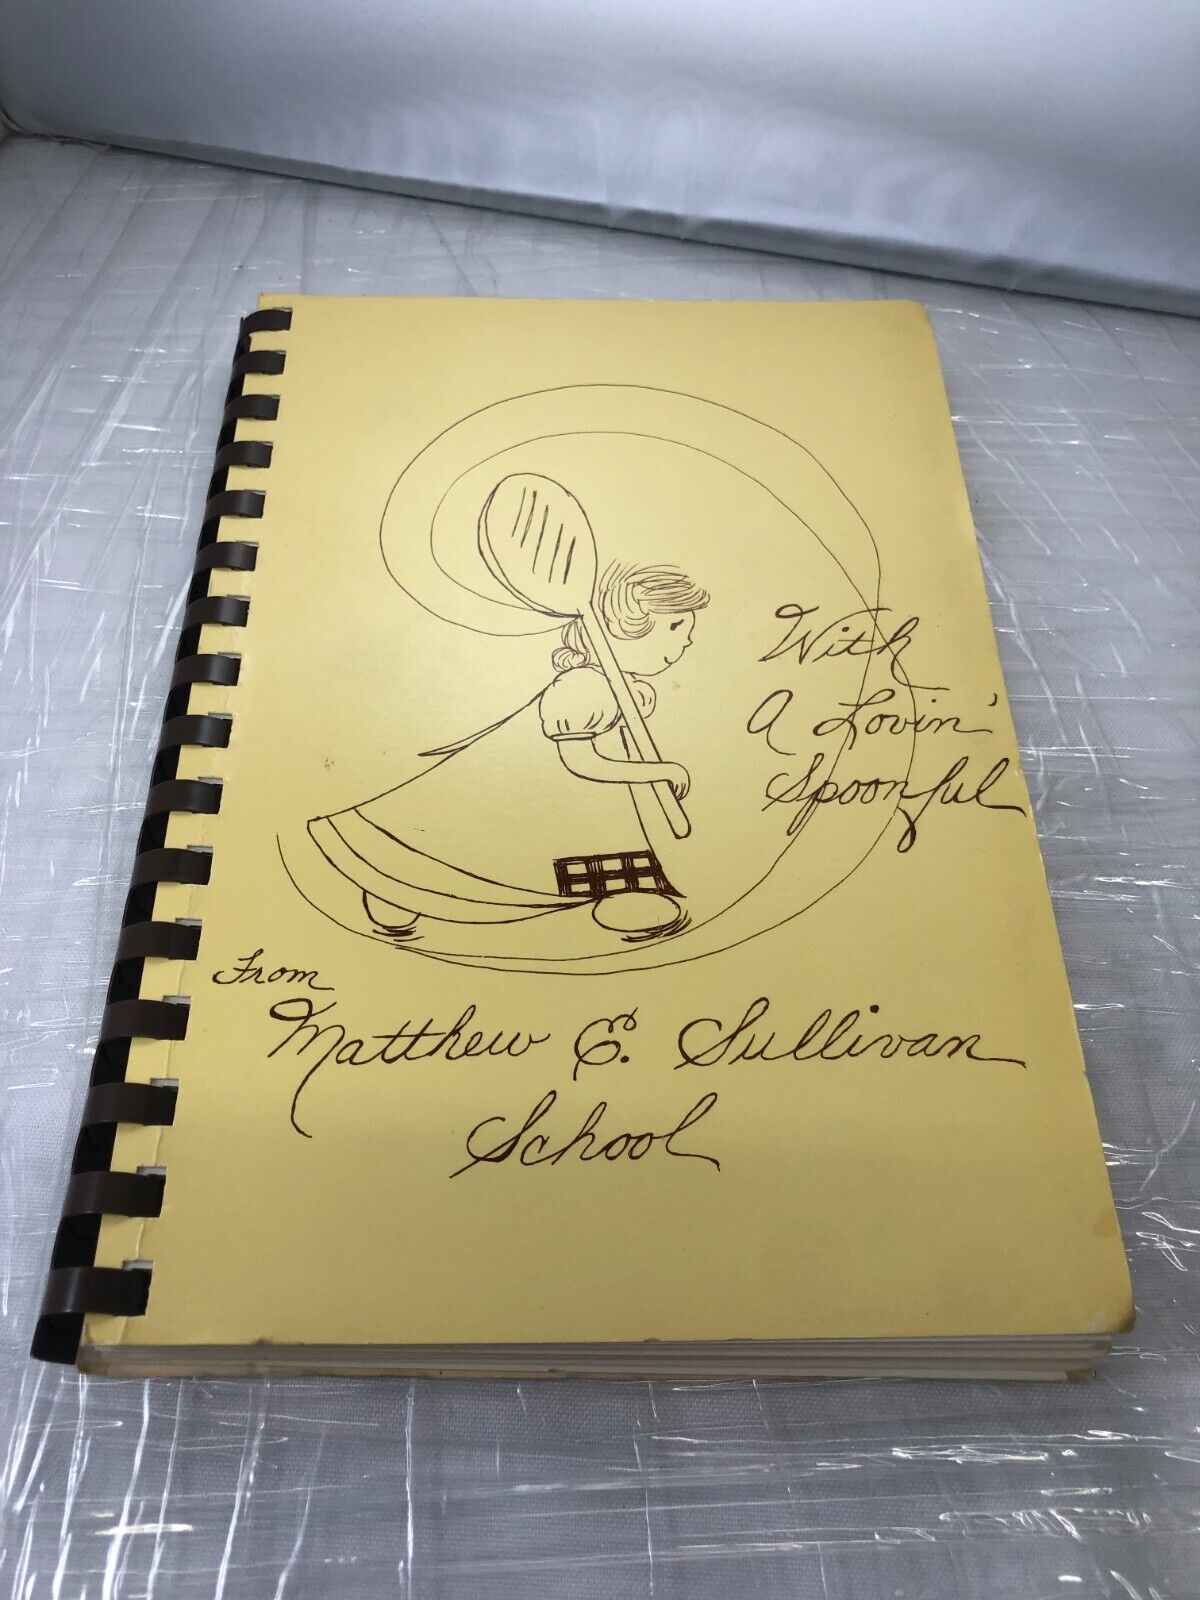 With
A Lovin'
Spoonful
From
Matthew E. Sullivan
School